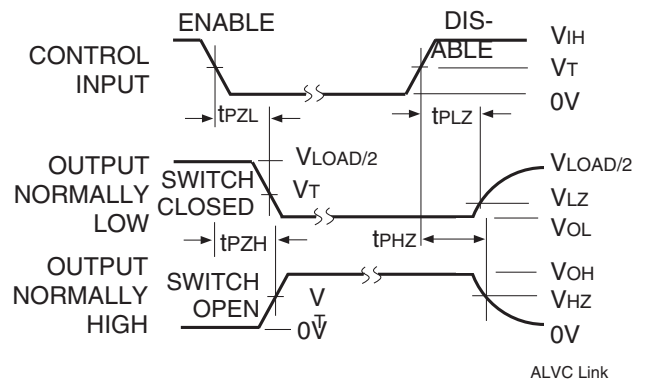 ENABLE
DIS-
ABLE
CONTROL
INPUT
VIH
VT
0V
tPZL
tPLZ
OUTPUT
NORMALLY
LOW
SWITCH
CLOSED
VLOAD/2
VT
VLOAD/2
VLZ
VOL
tPZH
tPHZ
OUTPUT
NORMALLY
HIGH
SWITCH
OPEN
VT
0V
VOH
VHZ
0V
ALVC Link